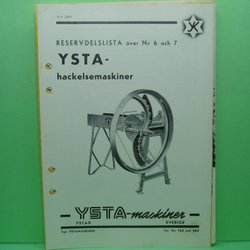 RESERVDELSLISTA över Nr 6 och 7
YSTA-
hackelsemaskiner
YSTA-maskiner
YSTAD SVERIGE